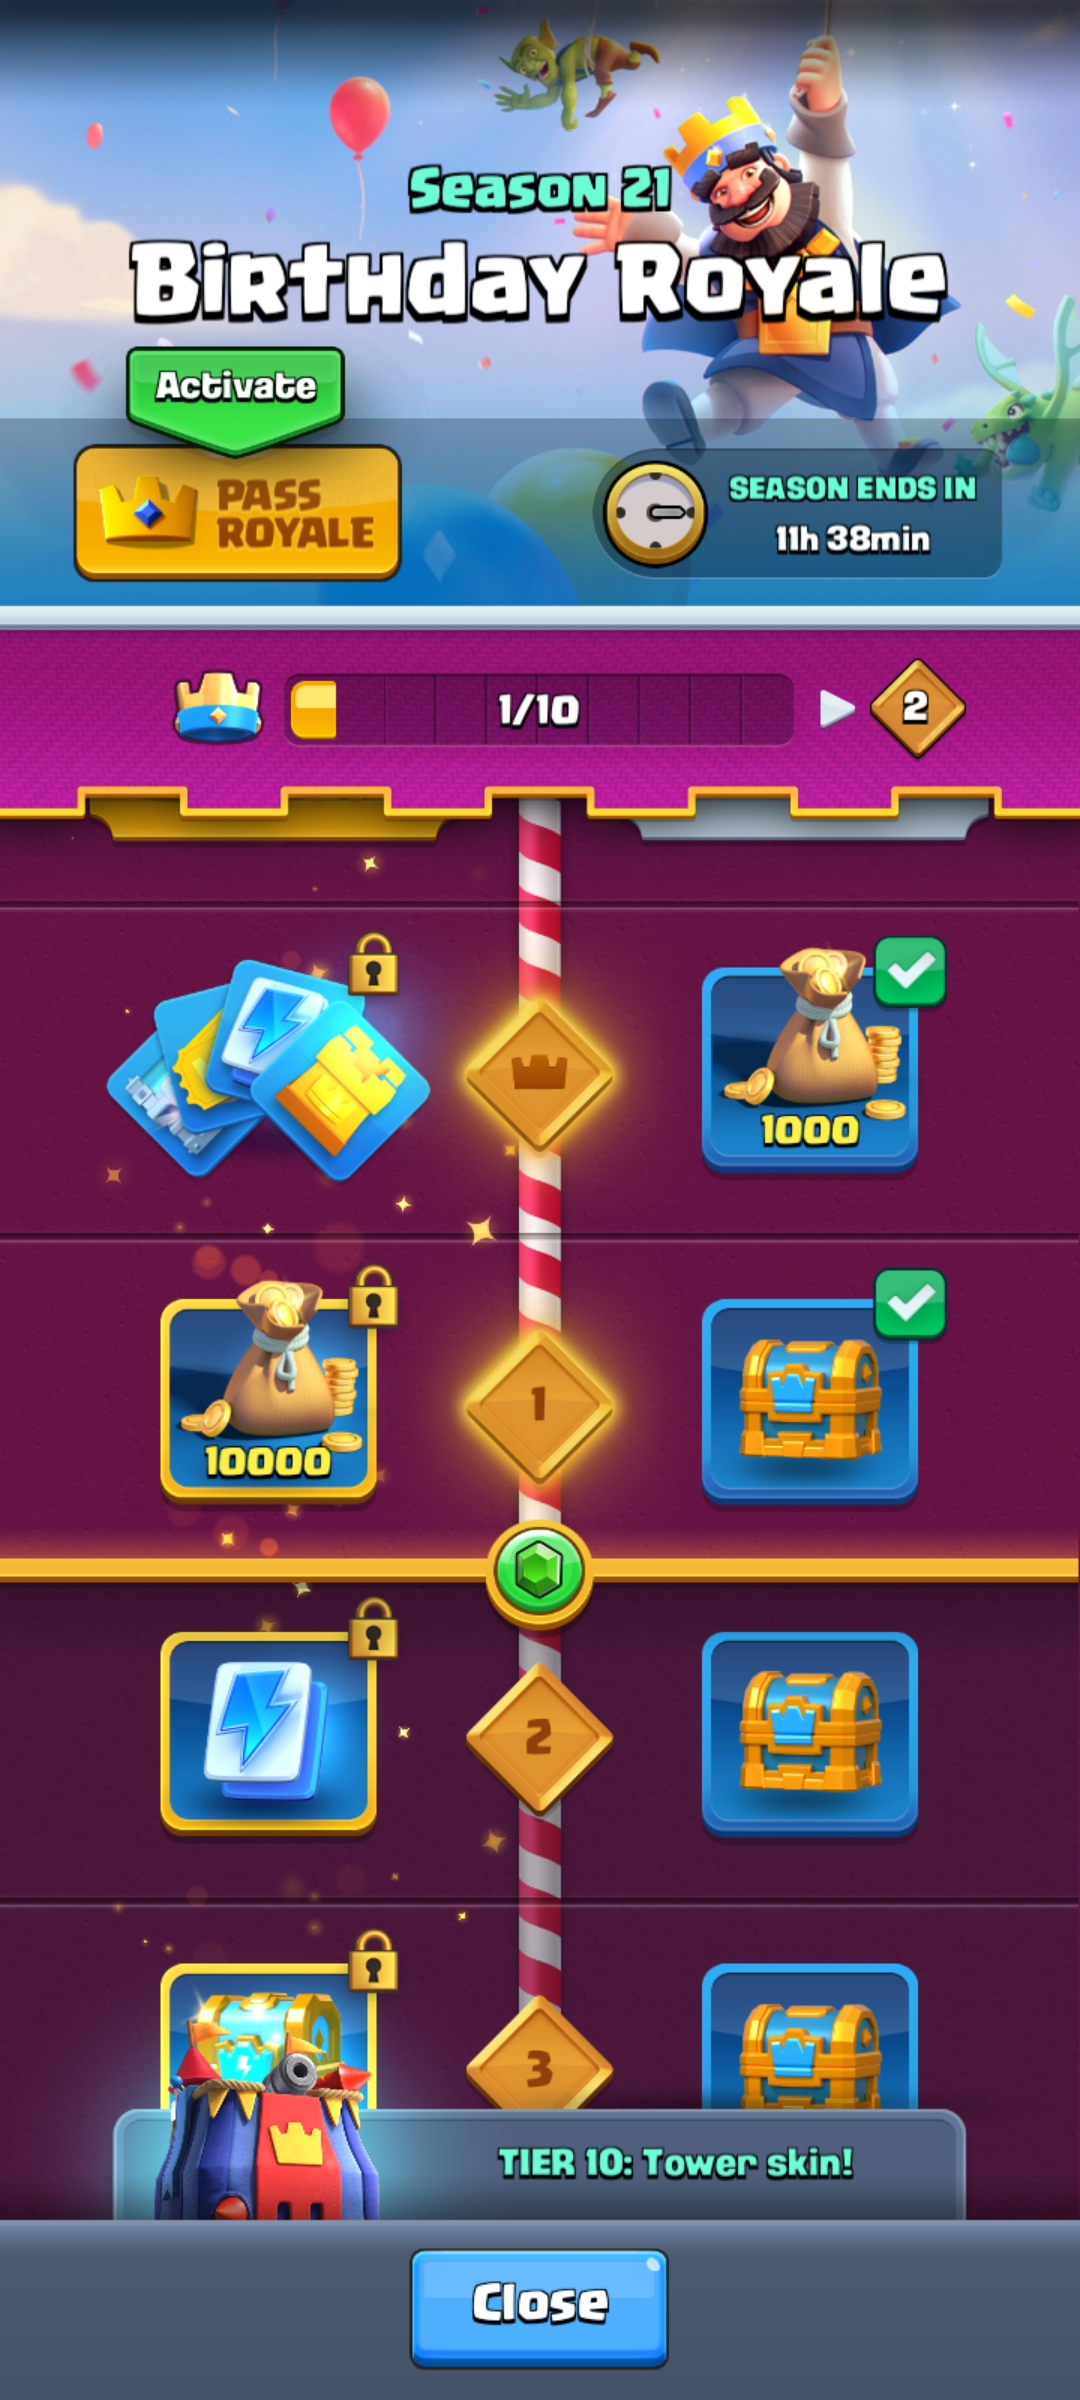 Season 21
Birthday Royale
Activate
PASS
ROYALE
SEASON ENDS IN
11h 38min
1/10
2
1000
10000
1
2
3
TIER 10: Tower skin!
Close